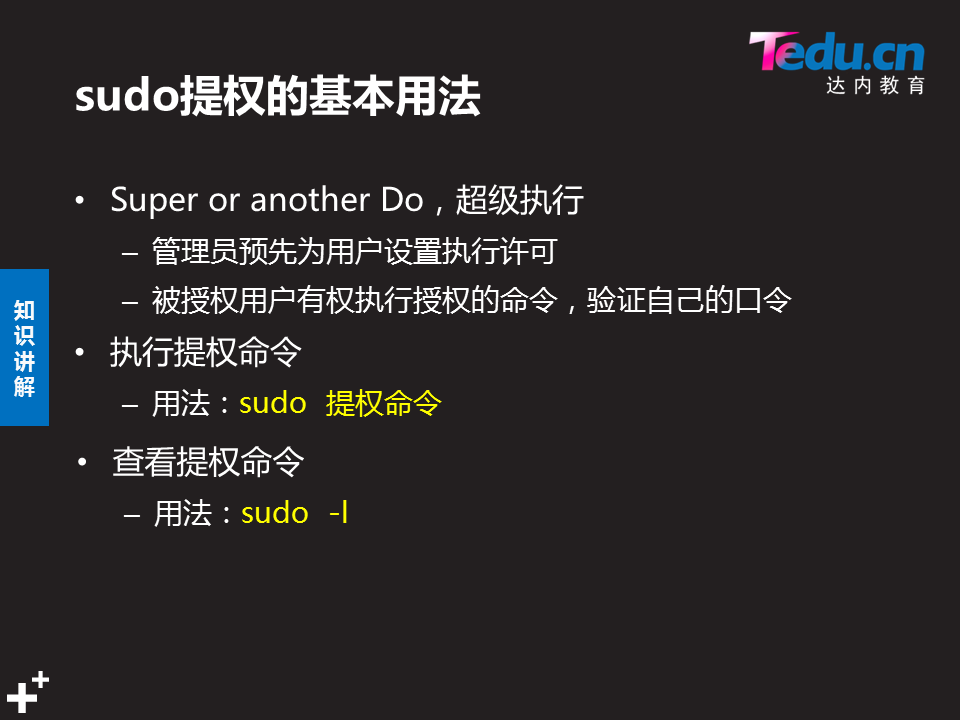 Tedu.cn
达内教育
sudo提权的基本用法
• Super or another Do，超级执行
– 管理员预先为用户设置执行许可
– 被授权用户有权执行授权的命令，验证自己的口令
• 执行提权命令
– 用法：sudo 提权命令
• 查看提权命令
– 用法：sudo -l
知识讲解